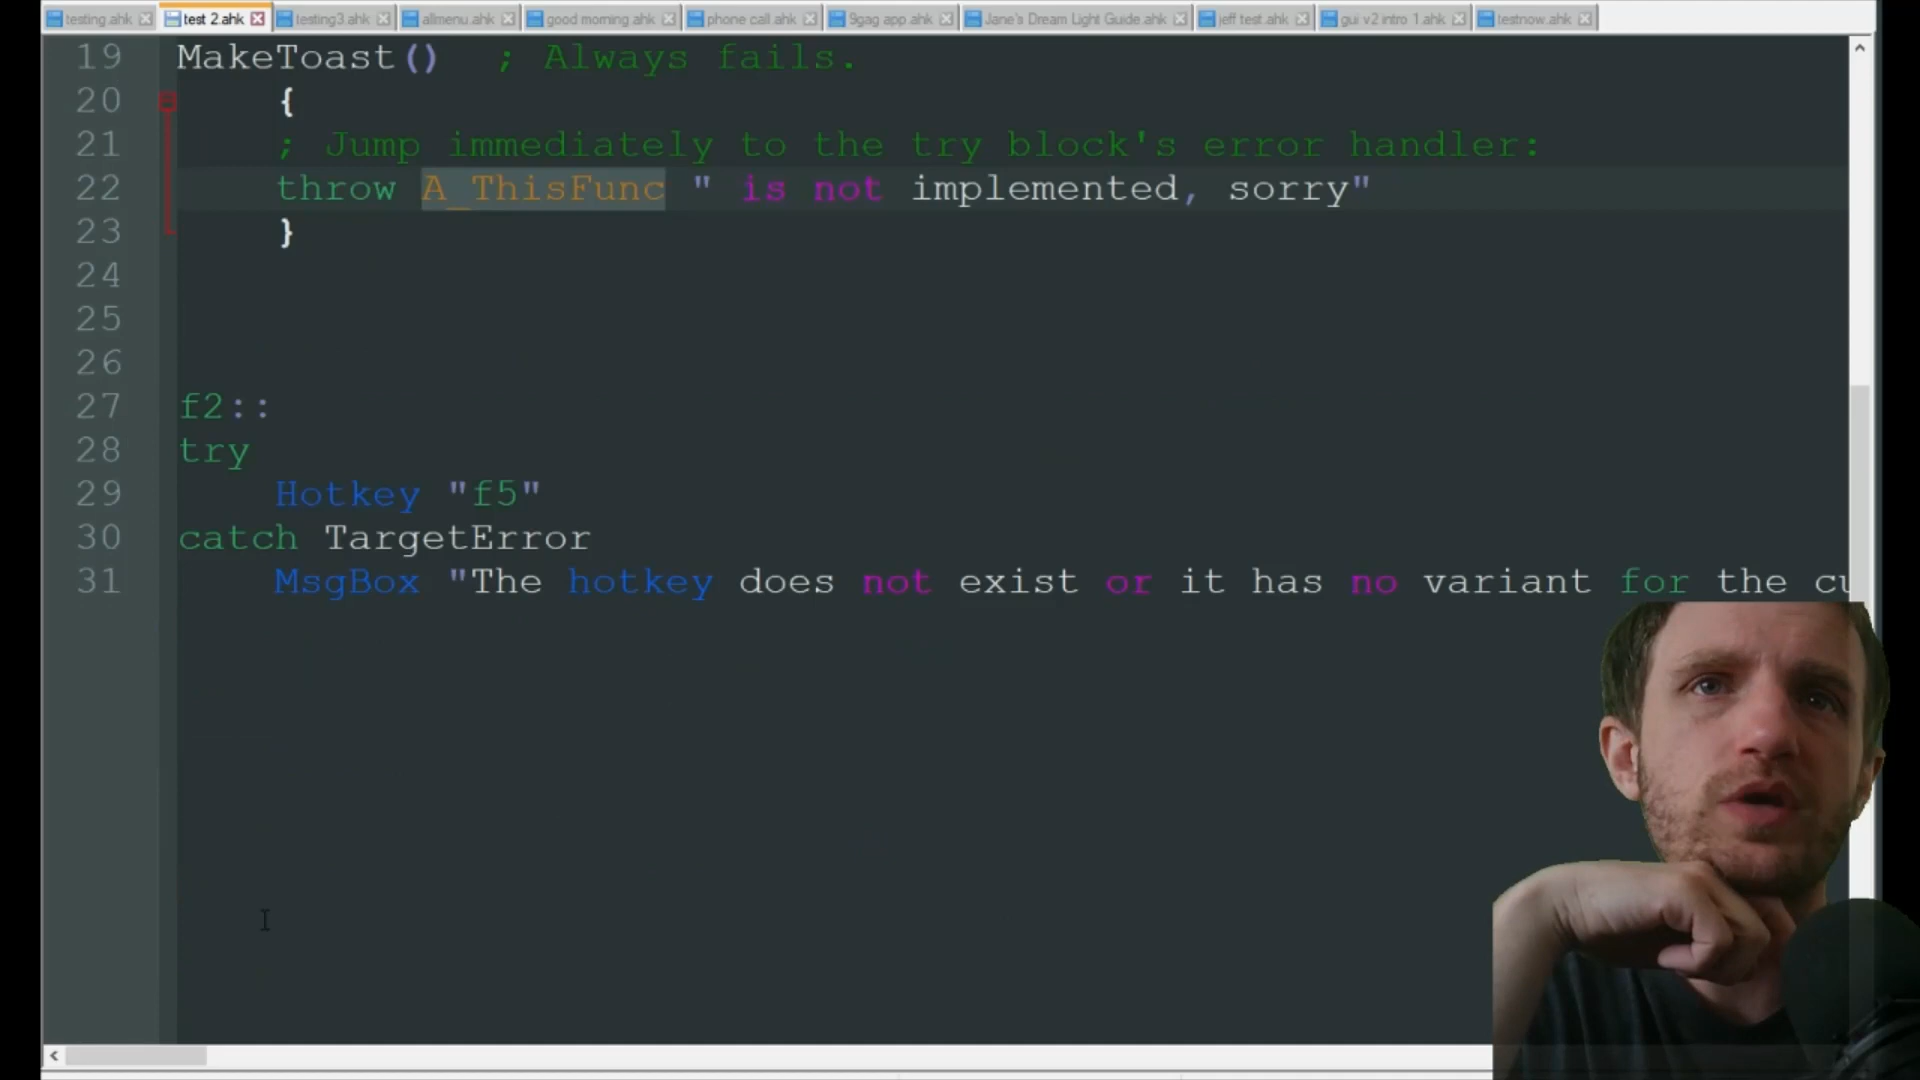 testing.ahk test 2.ahk testing3.ahk allmenu.ahk good morning.ahk phone call.ahk 9gag app.ahk Jane's Dream Light Guide.ahk jeff test.ahk gui v2 intro 1.ahk testnow.ahk
19 MakeToast() ; Always fails.
20 {
21 ; Jump immediately to the try block's error handler:
22 throw A_ThisFunc " is not implemented, sorry"
23 }
24
25
26
27 f2::
28 try
29 Hotkey "f5"
30 catch TargetError
31 MsgBox "The hotkey does not exist or it has no variant for the cu